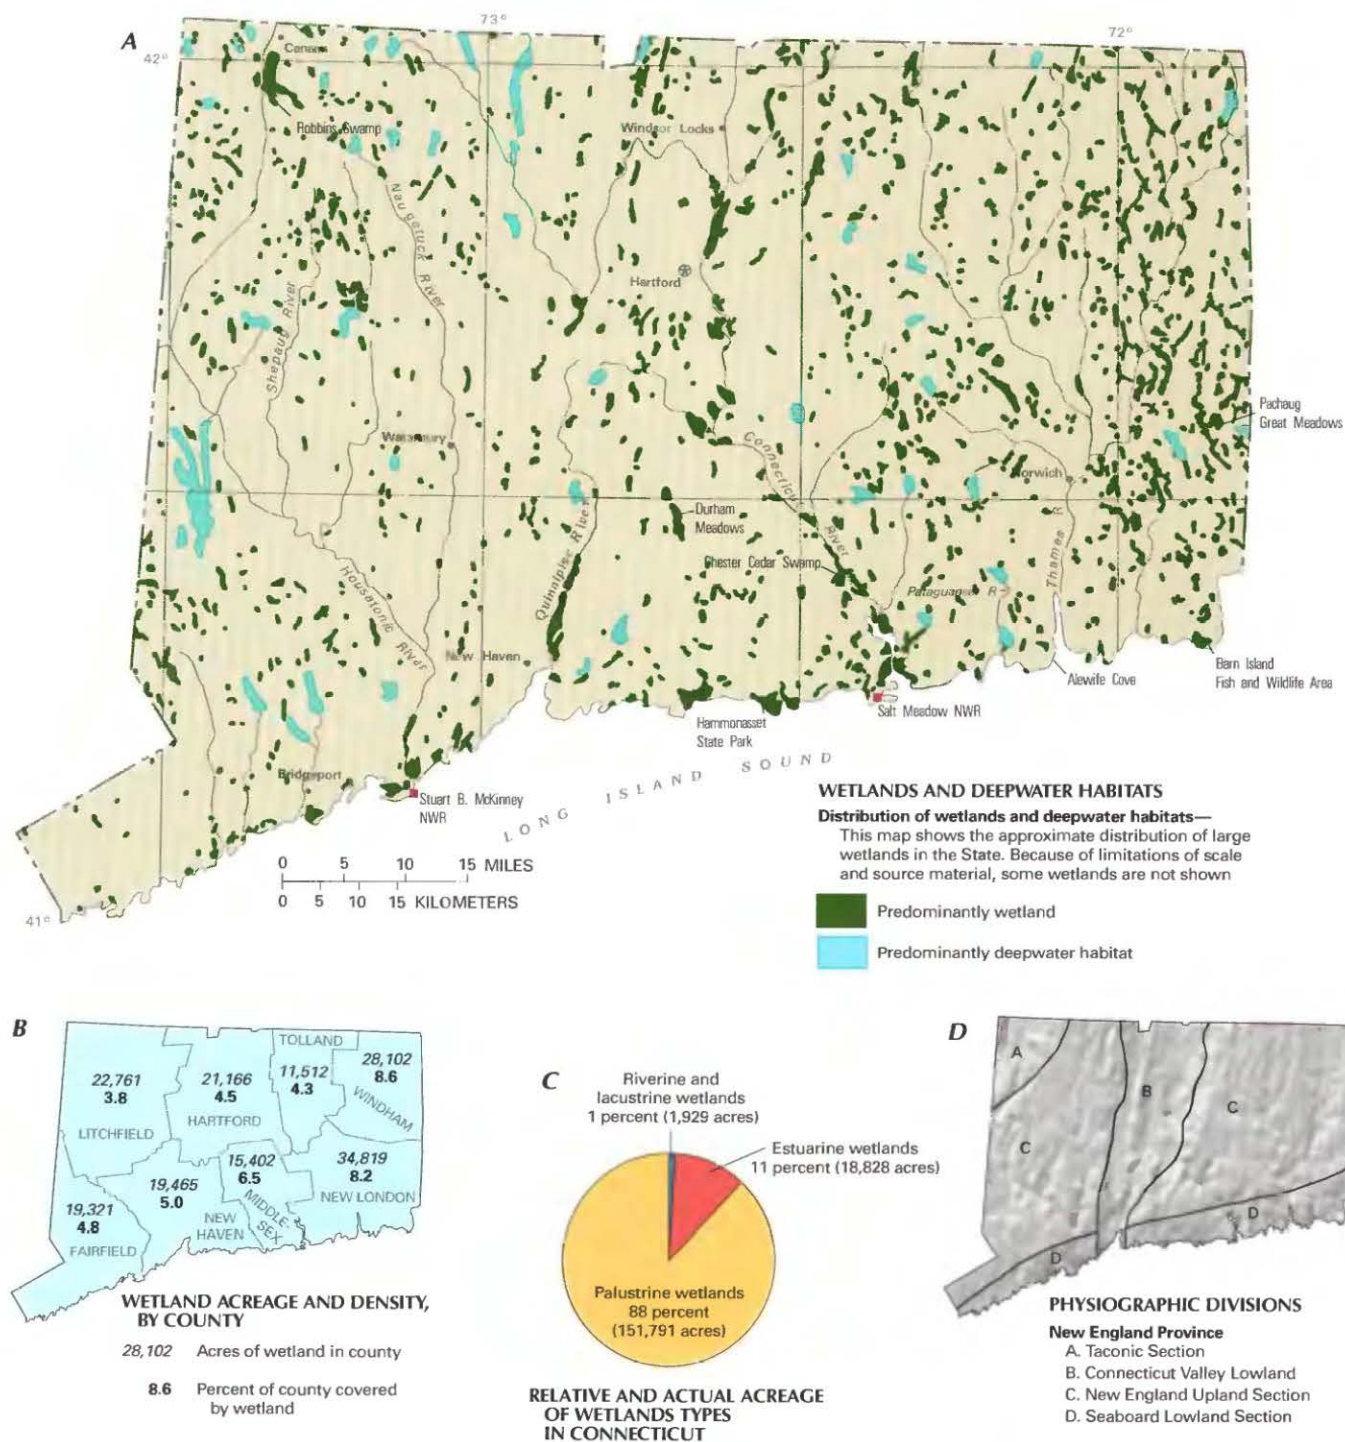 A
73°
72°
42°
Canaan
Robbins Swamp
Windsor Locks
Naugatuck River
Hartford
Shepaug River
Pachaug
Great Meadows
Waterbury
Connecticut River
Norwich
Durham
Meadows
Quinnipiac River
Chester Cedar Swamp
Thames R
Pataguanset R
Housatonic River
New Haven
Barn Island
Fish and Wildlife Area
Alewife Cove
Salt Meadow NWR
Hammonasset
State Park
Bridgeport
Stuart B. McKinney
NWR
LONG ISLAND SOUND
41°
0 5 10 15 MILES
0 5 10 15 KILOMETERS
WETLANDS AND DEEPWATER HABITATS
Distribution of wetlands and deepwater habitats—
This map shows the approximate distribution of large
wetlands in the State. Because of limitations of scale
and source material, some wetlands are not shown
Predominantly wetland
Predominantly deepwater habitat
B
TOLLAND
22,761
3.8
LITCHFIELD
21,166
4.5
HARTFORD
11,512
4.3
28,102
8.6
WINDHAM
19,321
4.8
FAIRFIELD
19,465
5.0
NEW
HAVEN
15,402
6.5
MIDDLE-
SEX
34,819
8.2
NEW LONDON
WETLAND ACREAGE AND DENSITY,
BY COUNTY
28,102 Acres of wetland in county
8.6 Percent of county covered
by wetland
C
Riverine and
lacustrine wetlands
1 percent (1,929 acres)
Estuarine wetlands
11 percent (18,828 acres)
Palustrine wetlands
88 percent
(151,791 acres)
RELATIVE AND ACTUAL ACREAGE
OF WETLANDS TYPES
IN CONNECTICUT
D
A
B
C
C
D
D
PHYSIOGRAPHIC DIVISIONS
New England Province
A. Taconic Section
B. Connecticut Valley Lowland
C. New England Upland Section
D. Seaboard Lowland Section